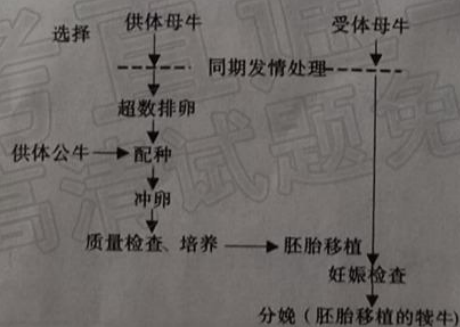 选择 供体母牛 受体母牛
同期发情处理
超数排卵
供体公牛 配种
冲卵
质量检查、培养 胚胎移植
妊娠检查
分娩（胚胎移植的犊牛）